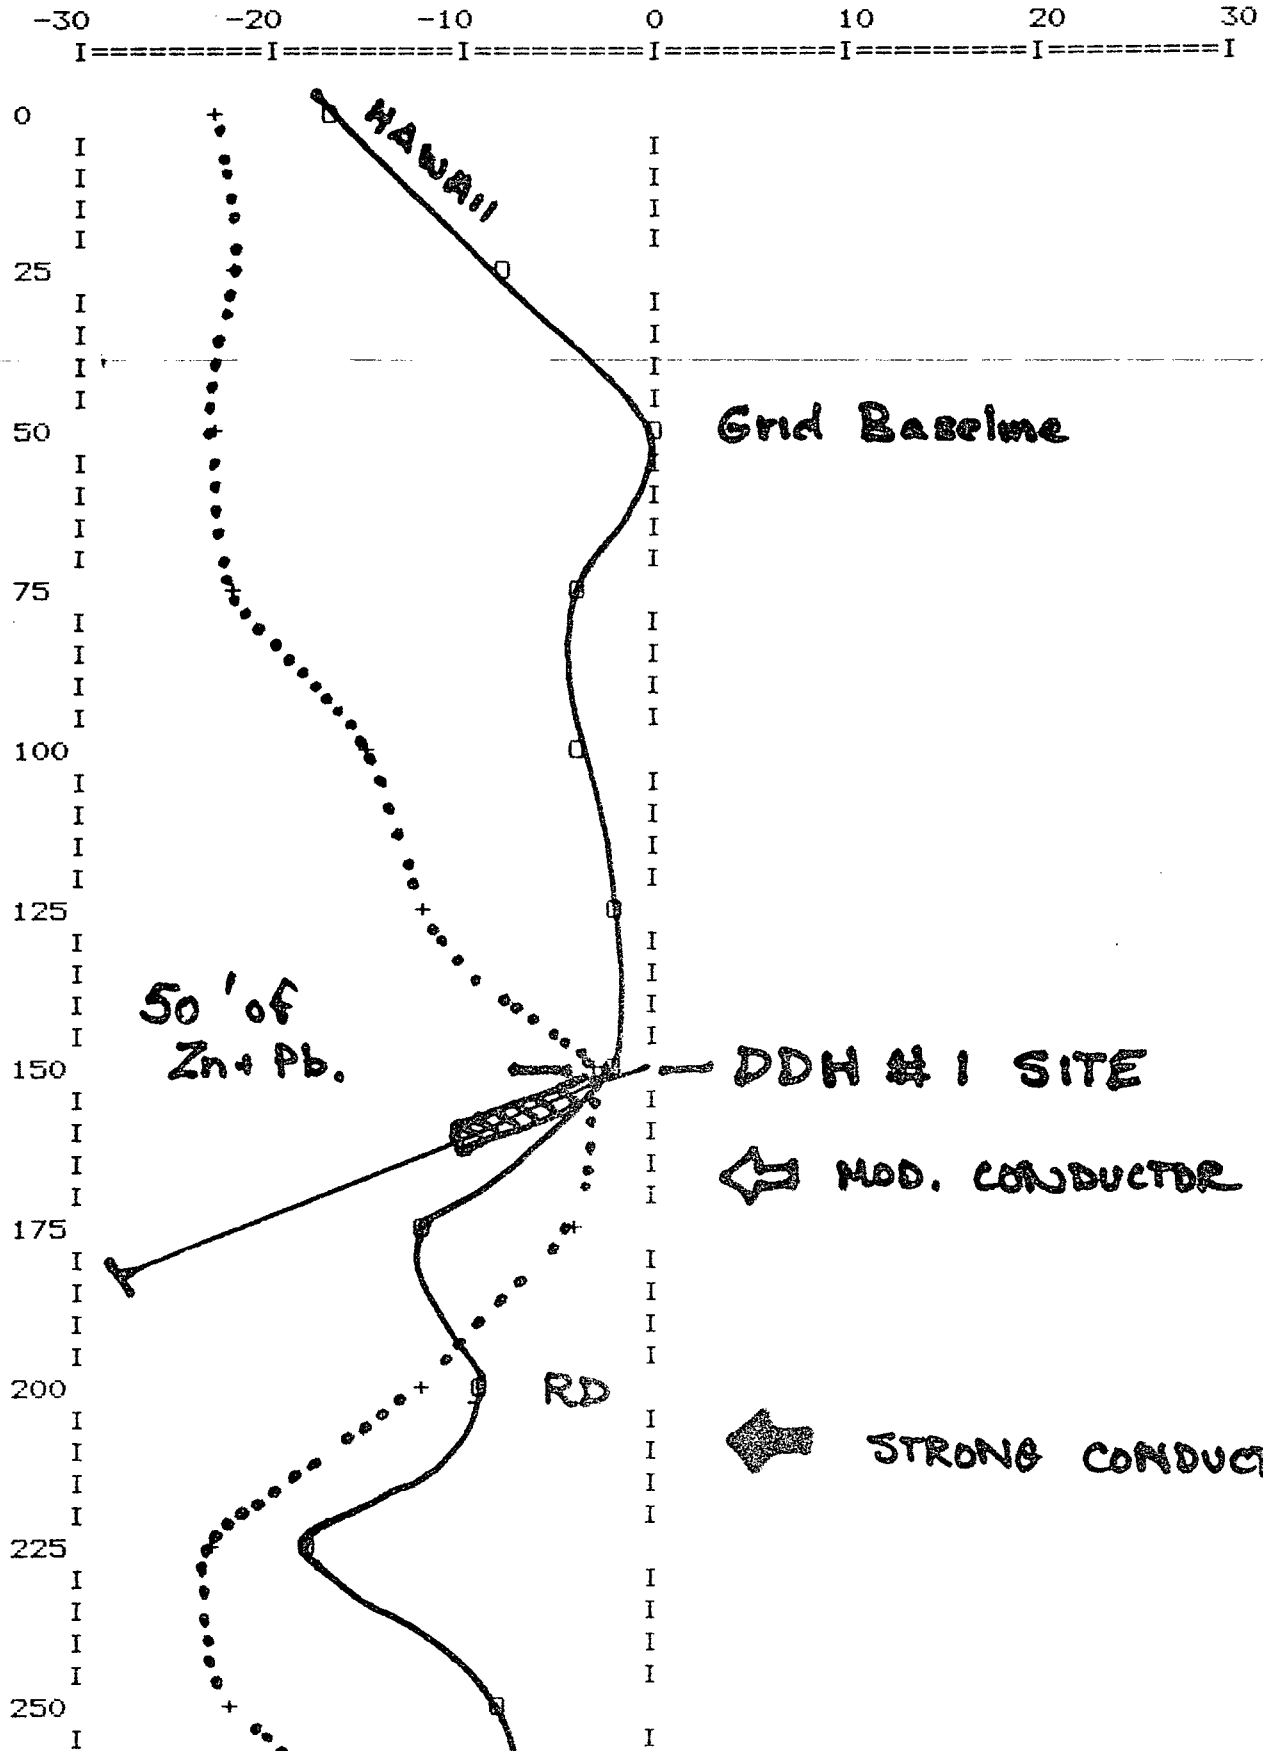 -30 -20 -10 0 10 20 30
I=========I=========I=========I=========I=========I=========I
0
HAWAII
I I
I I
I I
I I
25
I I
I I
I I
I I
50 Grid Baseline
I I
I I
I I
I I
75
I I
I I
I I
I I
100
I I
I I
I I
I I
125
I I
I I
50' of
I I
I I
Zn + Pb.
150 DDH # 1 SITE
I I
I I
I I
MOD. CONDUCTOR
I I
175
I I
I I
I I
I I
200 RD
I I
I I
STRONG CONDUCT
I I
I I
225
I I
I I
I I
I I
250
I I